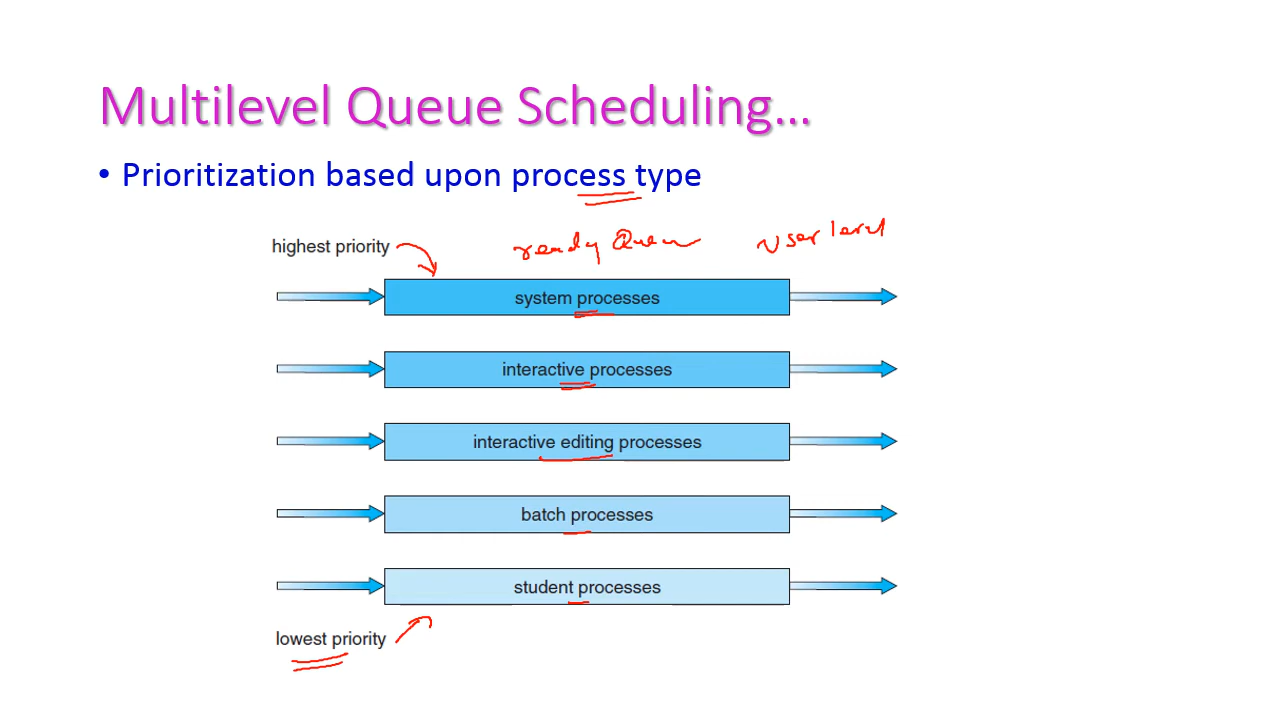 Multilevel Queue Scheduling...
• Prioritization based upon process type
highest priority
ready Queue
User level
system processes
interactive processes
interactive editing processes
batch processes
student processes
lowest priority